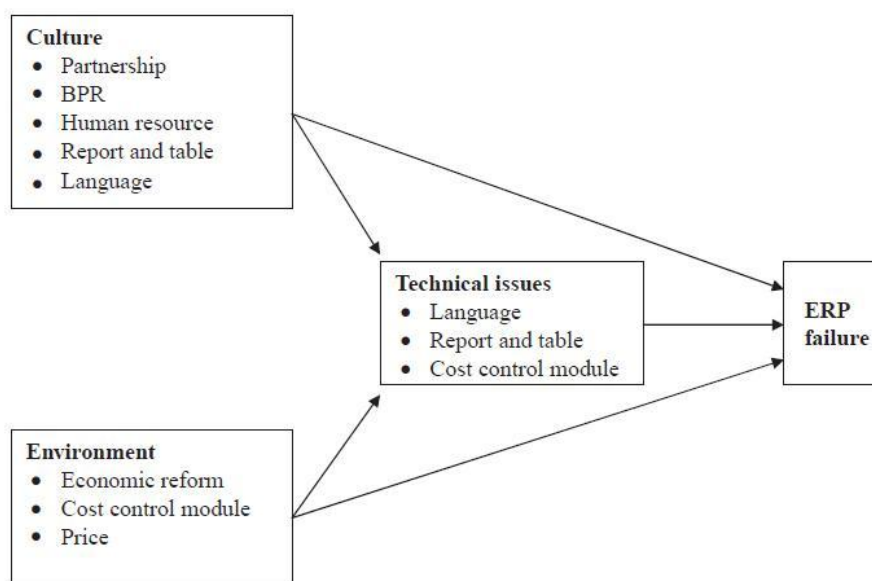 Culture
• Partnership
• BPR
• Human resource
• Report and table
• Language
Technical issues
• Language
• Report and table
• Cost control module
ERP
failure
Environment
• Economic reform
• Cost control module
• Price